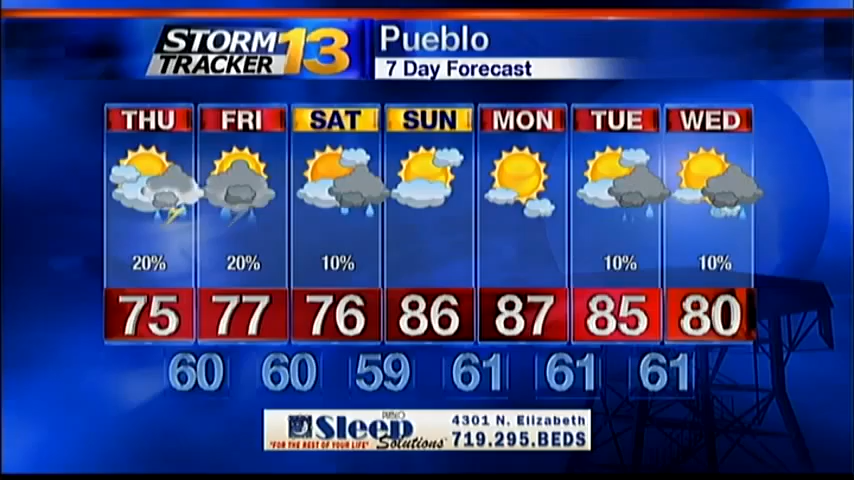 STORM TRACKER 13
Pueblo
7 Day Forecast
THU FRI SAT SUN MON TUE WED
20% 20% 10% 10% 10%
75 77 76 86 87 85 80
60 60 59 61 61 61
PUEBLO
Sleep
Solutions
"FOR THE REST OF YOUR LIFE"
4301 N. Elizabeth
719.295.BEDS